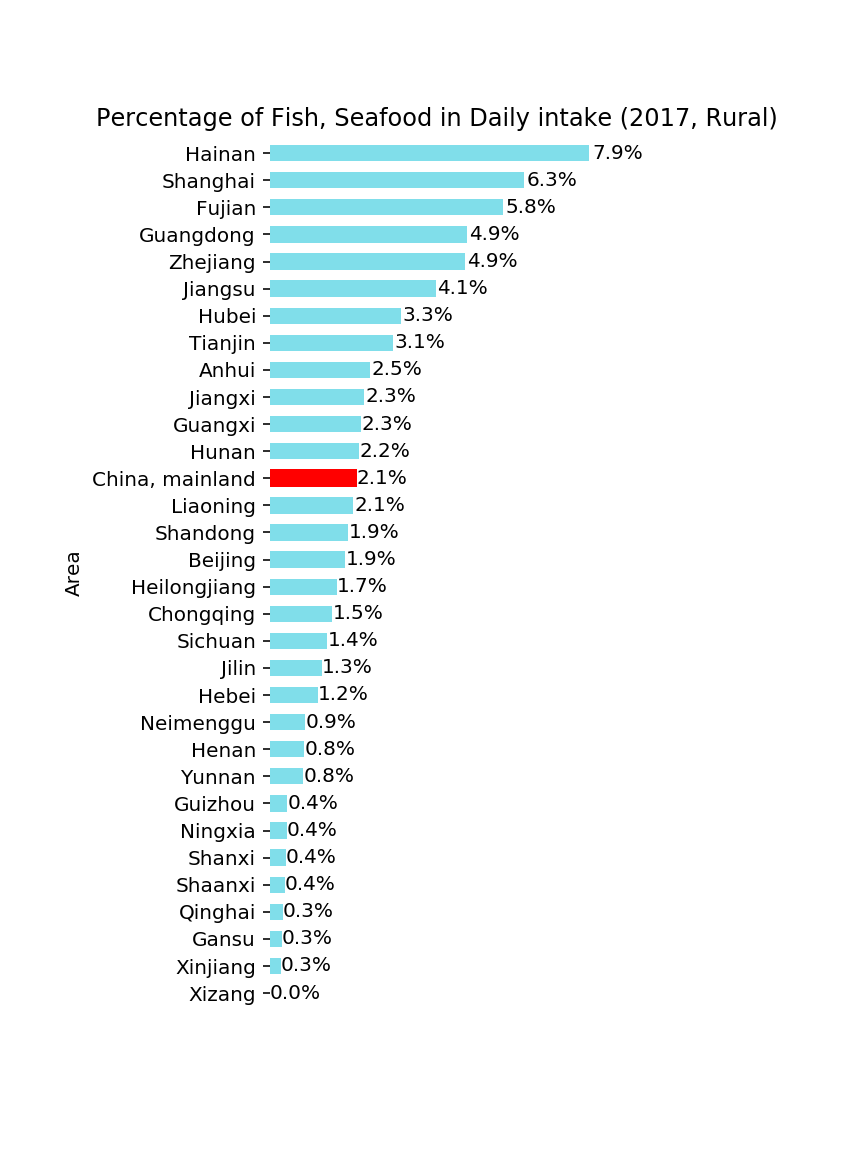 Percentage of Fish, Seafood in Daily intake (2017, Rural)
Hainan 7.9%
Shanghai 6.3%
Fujian 5.8%
Guangdong 4.9%
Zhejiang 4.9%
Jiangsu 4.1%
Hubei 3.3%
Tianjin 3.1%
Anhui 2.5%
Jiangxi 2.3%
Guangxi 2.3%
Hunan 2.2%
China, mainland 2.1%
Liaoning 2.1%
Shandong 1.9%
Beijing 1.9%
Heilongjiang 1.7%
Chongqing 1.5%
Sichuan 1.4%
Jilin 1.3%
Hebei 1.2%
Neimenggu 0.9%
Henan 0.8%
Yunnan 0.8%
Guizhou 0.4%
Ningxia 0.4%
Shanxi 0.4%
Shaanxi 0.4%
Qinghai 0.3%
Gansu 0.3%
Xinjiang 0.3%
Xizang 0.0%
Area